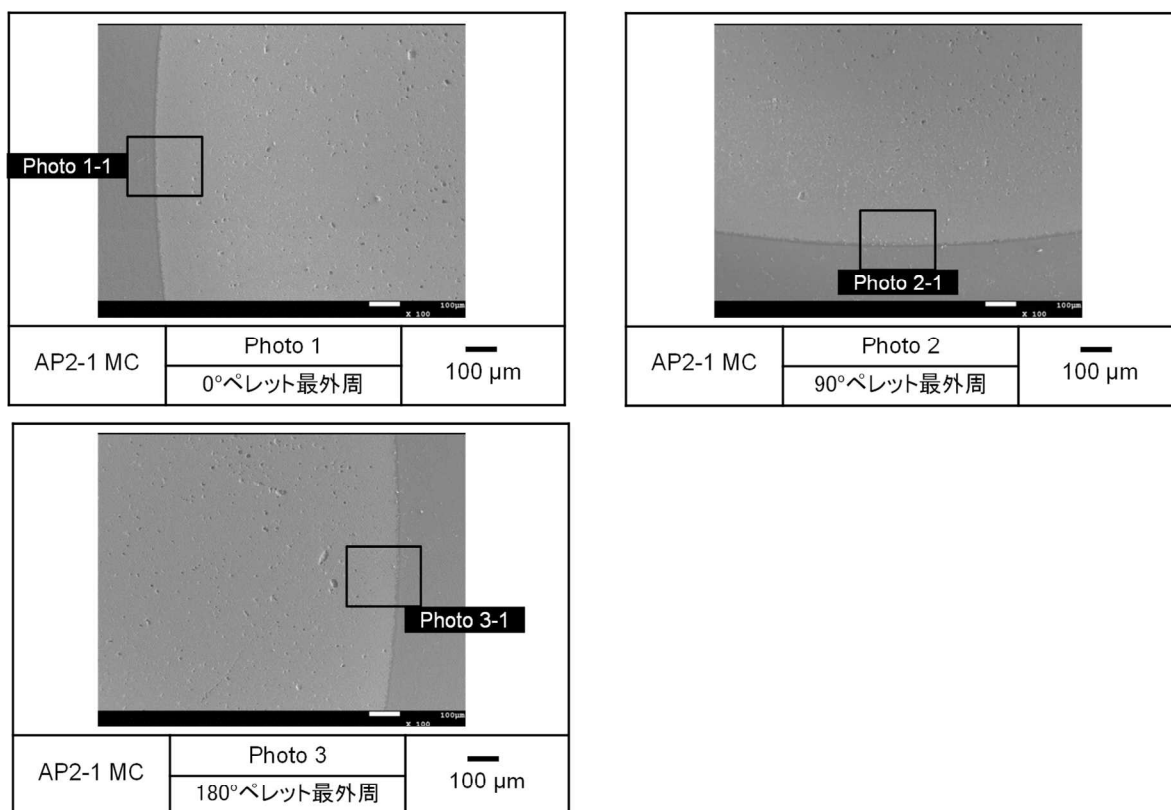 Photo 1-1
100μm
X 100
AP2-1 MC
Photo 1
0°ペレット最外周
100 μm
Photo 2-1
100μm
X 100
AP2-1 MC
Photo 2
90°ペレット最外周
100 μm
Photo 3-1
100μm
X 100
AP2-1 MC
Photo 3
180°ペレット最外周
100 μm